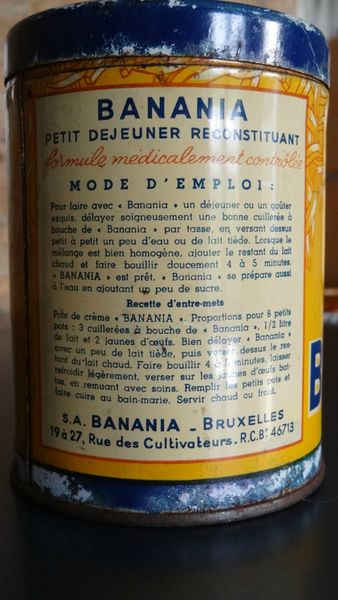 BANANIA
PETIT DEJEUNER RECONSTITUANT
formule médicalement contrôlée
MODE D'EMPLOI :
Pour faire avec « Banania » un déjeuner ou un goûter
exquis, délayer soigneusement une bonne cuillerée à
bouche de « Banania » par tasse, en versant dessus
petit à petit un peu d'eau ou de lait tiède. Lorsque le
mélange est bien homogène, ajouter le restant du lait
chaud et faire bouillir doucement 4 à 5 minutes.
« BANANIA » est prêt. « Banania » se prépare aussi
à l'eau en ajoutant un peu de sucre.
Recette d'entre-mets
Pots de crème « BANANIA ». Proportions pour 6 petits
pots : 3 cuillerées à bouche de « Banania », 1/2 litre
de lait et 2 jaunes d'œufs. Bien délayer « Banania »
avec un peu de lait tiède, puis verser dessus le res-
tant du lait chaud. Faire bouillir 4 à 5 minutes, laisser
refroidir légèrement, verser sur les jaunes d'œufs bat-
tus, en remuant avec soins. Remplir les petits pots et
faire cuire au bain-marie. Servir chaud ou froid.
S.A. BANANIA - BRUXELLES
19 à 27, Rue des Cultivateurs. R.C.Br. 46713
B